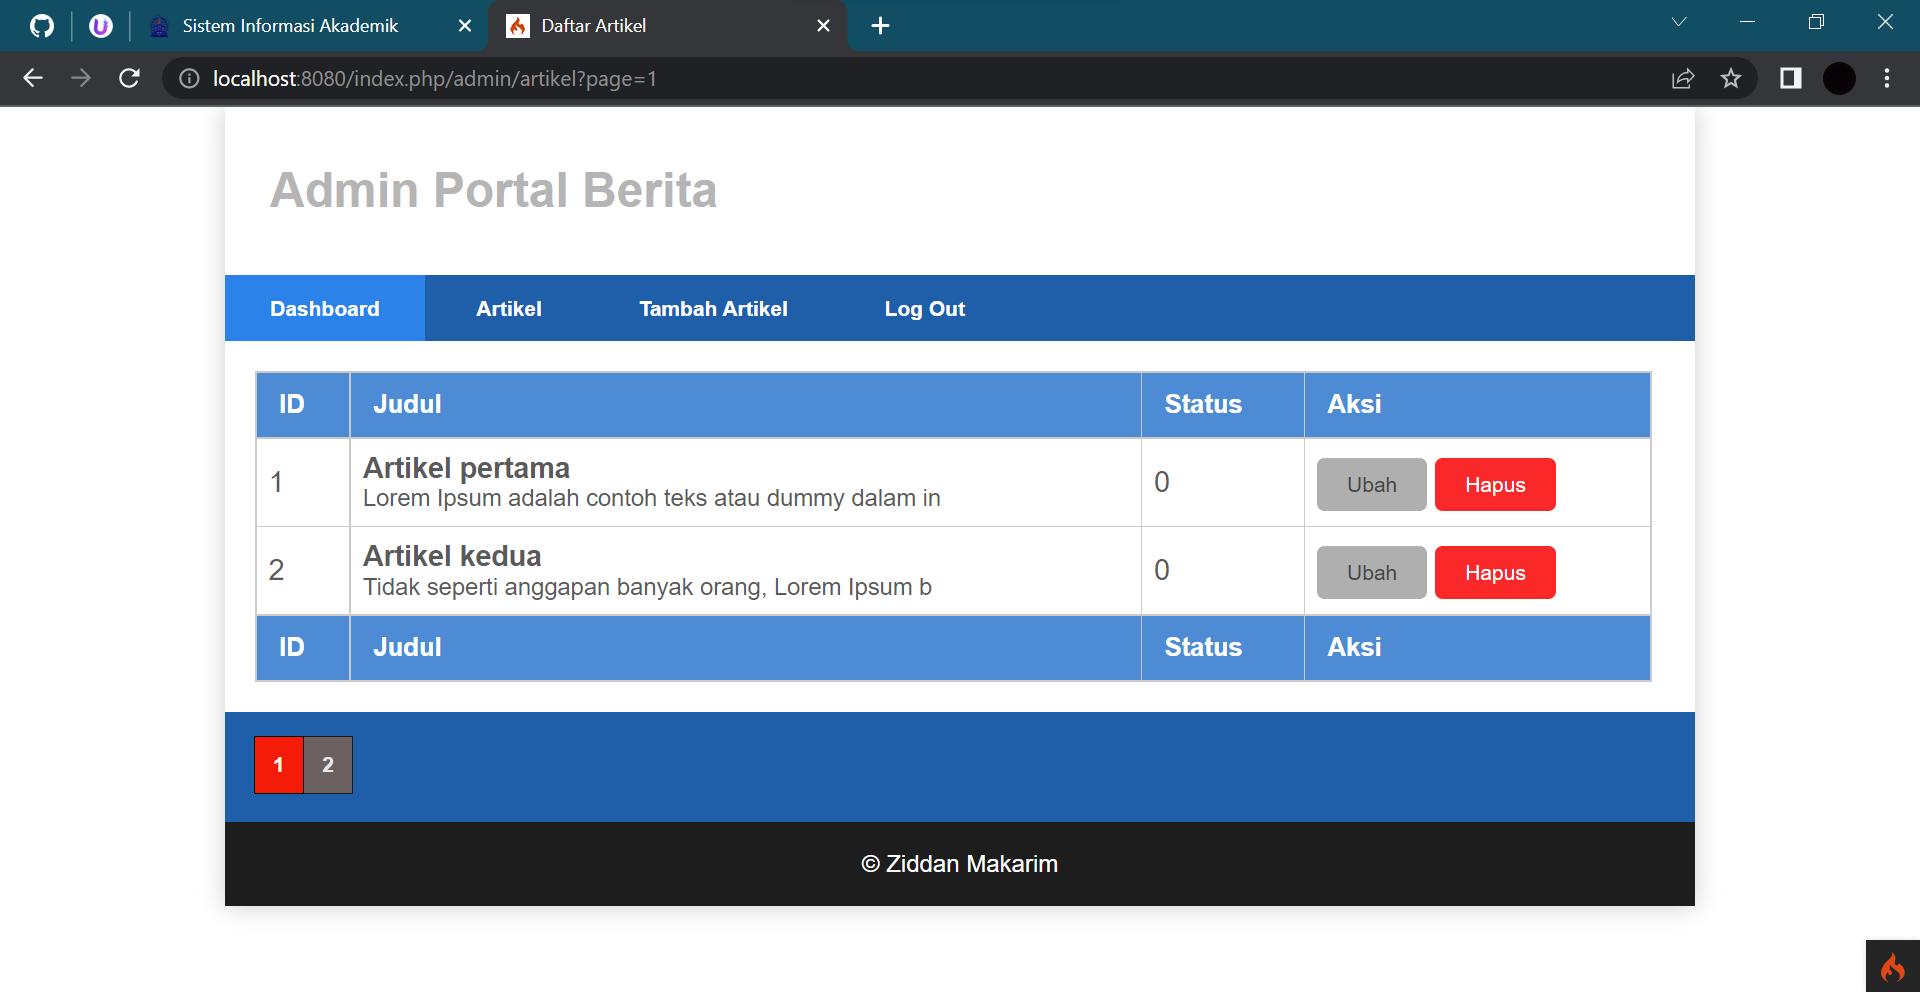 Sistem Informasi Akademik
Daftar Artikel
localhost:8080/index.php/admin/artikel?page=1
Admin Portal Berita
Dashboard Artikel Tambah Artikel Log Out
ID Judul Status Aksi
1 Artikel pertama 0 Ubah Hapus
Lorem Ipsum adalah contoh teks atau dummy dalam in
2 Artikel kedua 0 Ubah Hapus
Tidak seperti anggapan banyak orang, Lorem Ipsum b
ID Judul Status Aksi
1 2
© Ziddan Makarim